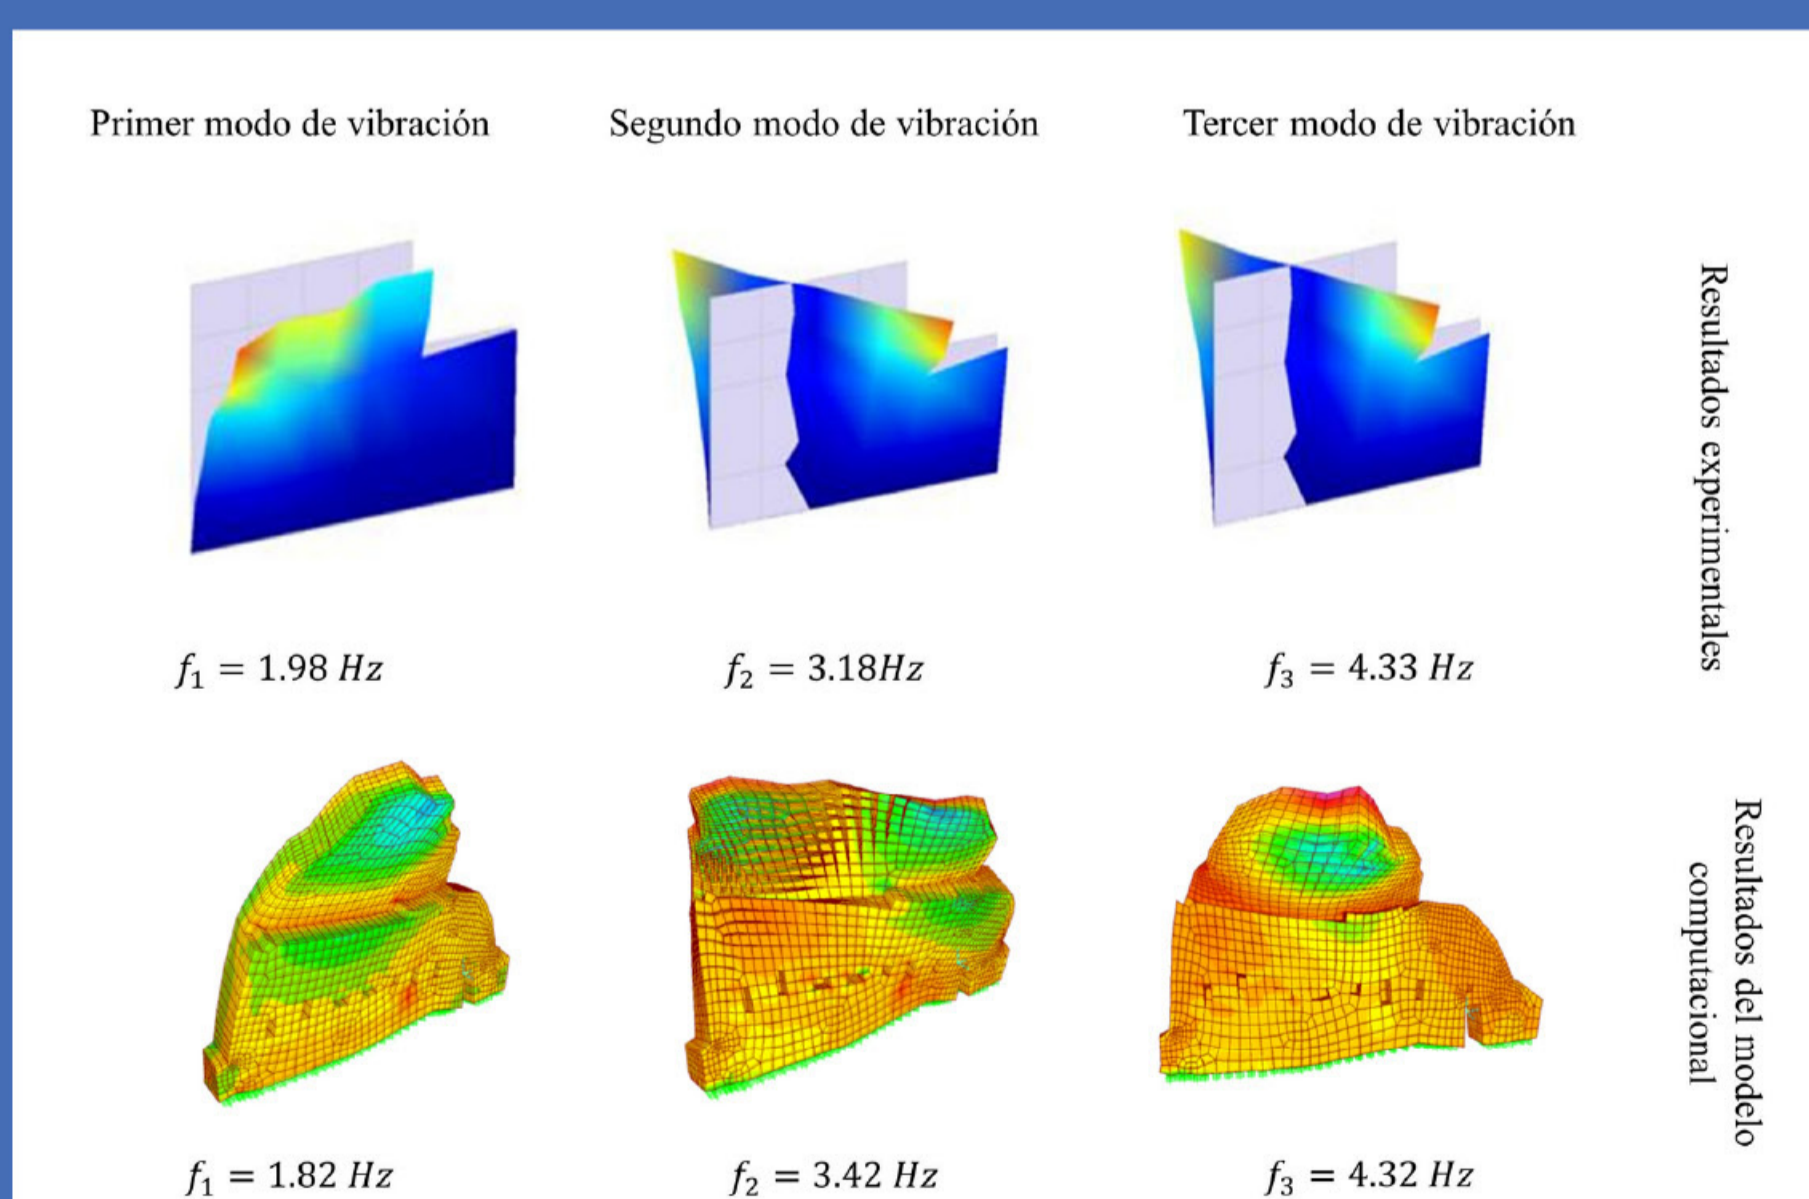 Primer modo de vibración
Segundo modo de vibración
Tercer modo de vibración
Resultados experimentales
f₁ = 1.98 Hz
f₂ = 3.18Hz
f₃ = 4.33 Hz
Resultados del modelo
computacional
f₁ = 1.82 Hz
f₂ = 3.42 Hz
f₃ = 4.32 Hz